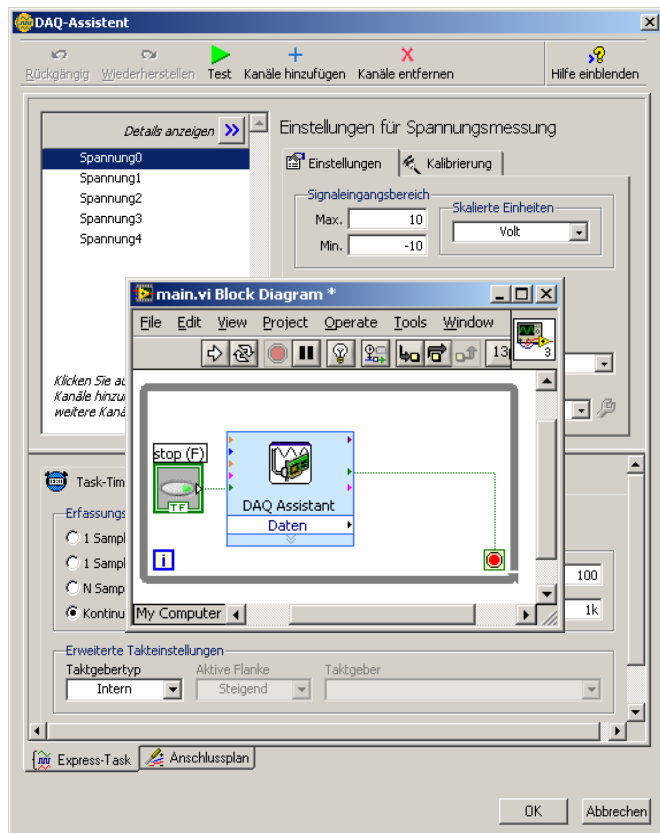 DAQ-Assistent
Rückgängig Wiederherstellen Test Kanäle hinzufügen Kanäle entfernen Hilfe einblenden
Details anzeigen
Spannung0
Spannung1
Spannung2
Spannung3
Spannung4
Einstellungen für Spannungsmessung
Einstellungen Kalibrierung
Signaleingangsbereich
Max. 10
Min. -10
Skalierte Einheiten
Volt
Klicken Sie
Kanäle
weitere
main.vi Block Diagram *
File Edit View Project Operate Tools Window
3
stop (F)
TF
DAQ Assistant
Daten
i
My Computer
Task-Tim
Erfassungs
1 Sampl
1 Sampl
N Samp
Kontinu
100
1k
Erweiterte Takteinstellungen
Taktgebertyp Aktive Flanke Taktgeber
Intern Steigend
Express-Task Anschlussplan
OK Abbrechen